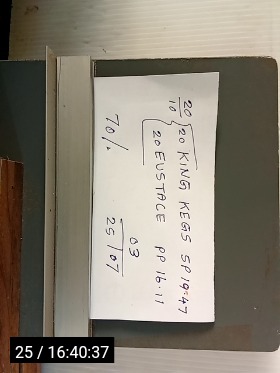 20/10 { 20 KING KEGS SP 19:47
20 EUSTACE PP 16:11
03
70% 25/07
25 / 16:40:37